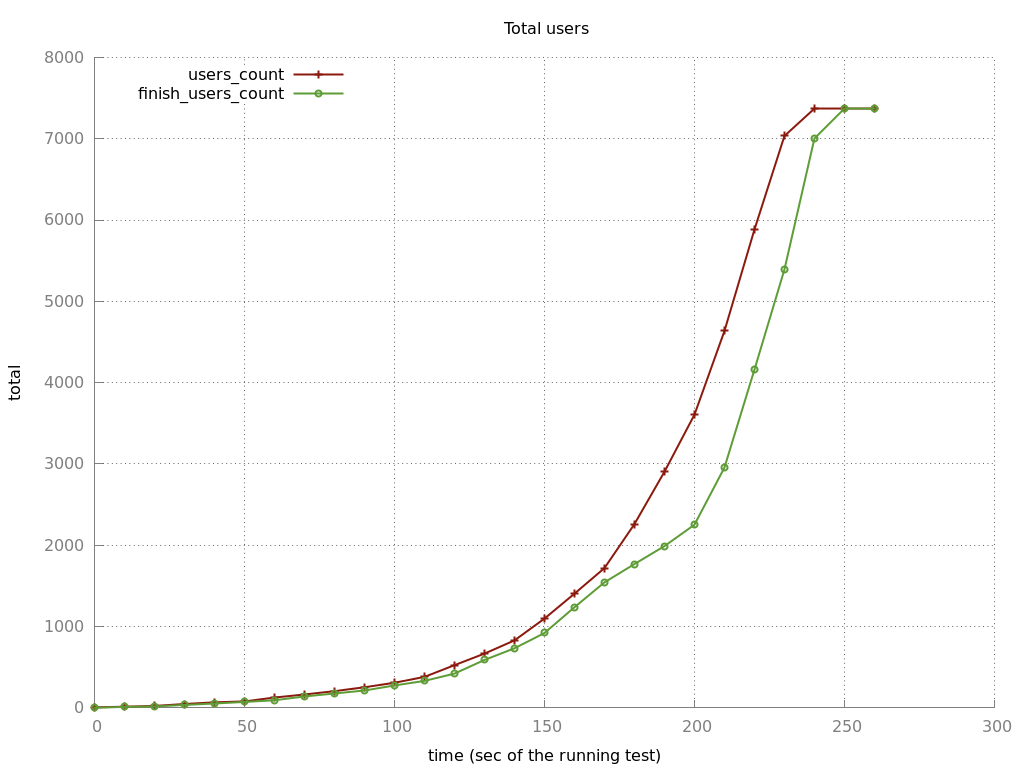 Total users
users_count
finish_users_count
8000
7000
6000
5000
4000
3000
2000
1000
0
total
0 50 100 150 200 250 300
time (sec of the running test)